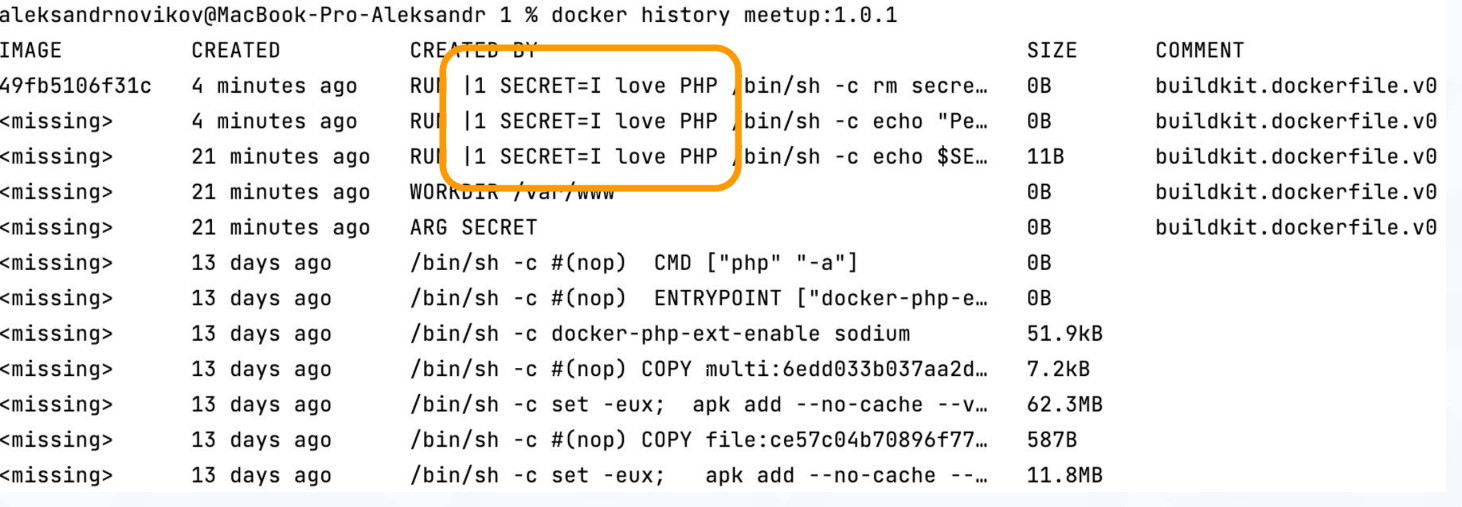 aleksandrnovikov@MacBook-Pro-Aleksandr 1 % docker history meetup:1.0.1
IMAGE CREATED CREATED BY SIZE COMMENT
49fb5106f31c 4 minutes ago RUN |1 SECRET=I love PHP /bin/sh -c rm secre… 0B buildkit.dockerfile.v0
<missing> 4 minutes ago RUN |1 SECRET=I love PHP /bin/sh -c echo "Pe… 0B buildkit.dockerfile.v0
<missing> 21 minutes ago RUN |1 SECRET=I love PHP /bin/sh -c echo $SE… 11B buildkit.dockerfile.v0
<missing> 21 minutes ago WORKDIR /var/www 0B buildkit.dockerfile.v0
<missing> 21 minutes ago ARG SECRET 0B buildkit.dockerfile.v0
<missing> 13 days ago /bin/sh -c #(nop) CMD ["php" "-a"] 0B
<missing> 13 days ago /bin/sh -c #(nop) ENTRYPOINT ["docker-php-e… 0B
<missing> 13 days ago /bin/sh -c docker-php-ext-enable sodium 51.9kB
<missing> 13 days ago /bin/sh -c #(nop) COPY multi:6edd033b037aa2d… 7.2kB
<missing> 13 days ago /bin/sh -c set -eux; apk add --no-cache --v… 62.3MB
<missing> 13 days ago /bin/sh -c #(nop) COPY file:ce57c04b70896f77… 587B
<missing> 13 days ago /bin/sh -c set -eux; apk add --no-cache --… 11.8MB